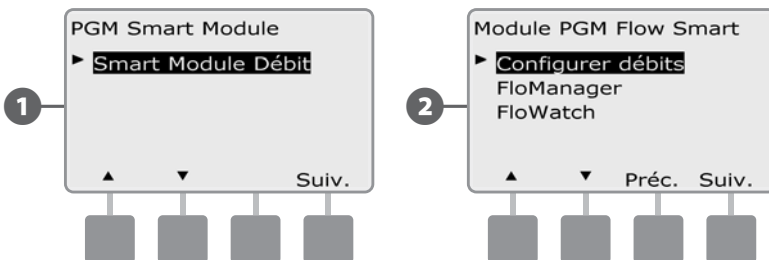 1
PGM Smart Module
► Smart Module Débit
▲ ▼ Suiv.
2
Module PGM Flow Smart
► Configurer débits
FloManager
FloWatch
▲ ▼ Préc. Suiv.